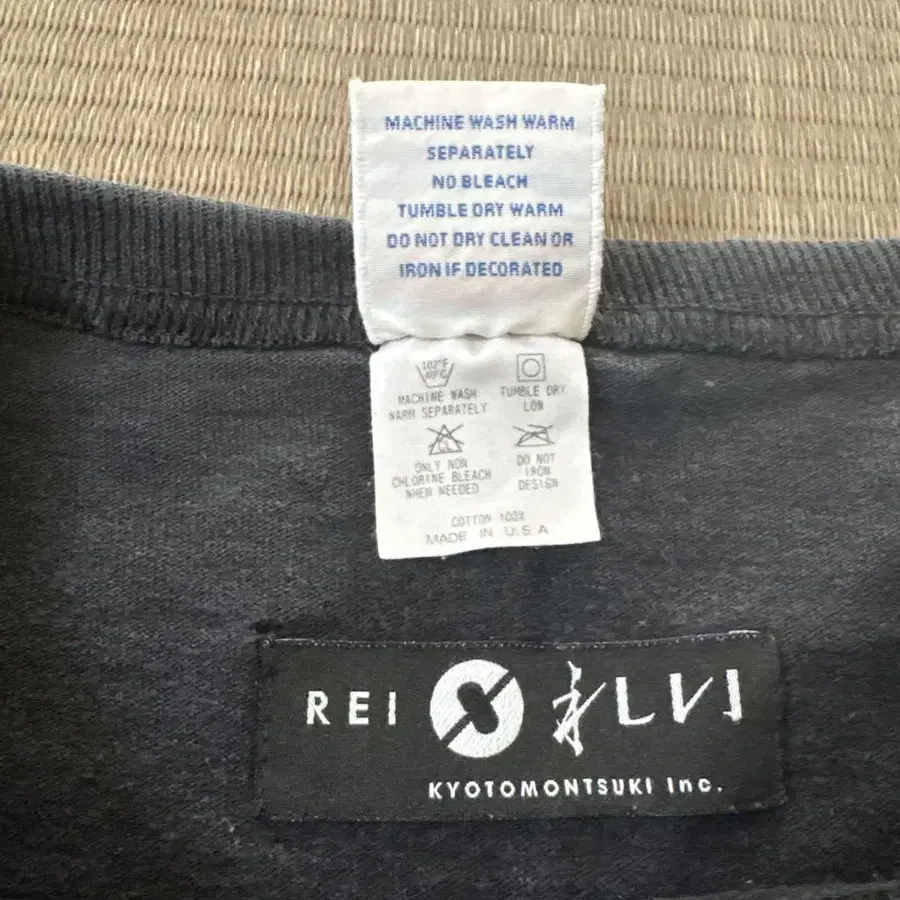 MACHINE WASH WARM
SEPARATELY
NO BLEACH
TUMBLE DRY WARM
DO NOT DRY CLEAN OR
IRON IF DECORATED
MACHINE WASH
WARM SEPARATELY
TUMBLE DRY
LOW
CL
ONLY NON
CHLORINE BLEACH
WHEN NEEDED
DO NOT
IRON
DESIGN
COTTON 100%
MADE IN U.S.A
REI
KYOTOMONTSUKI Inc.